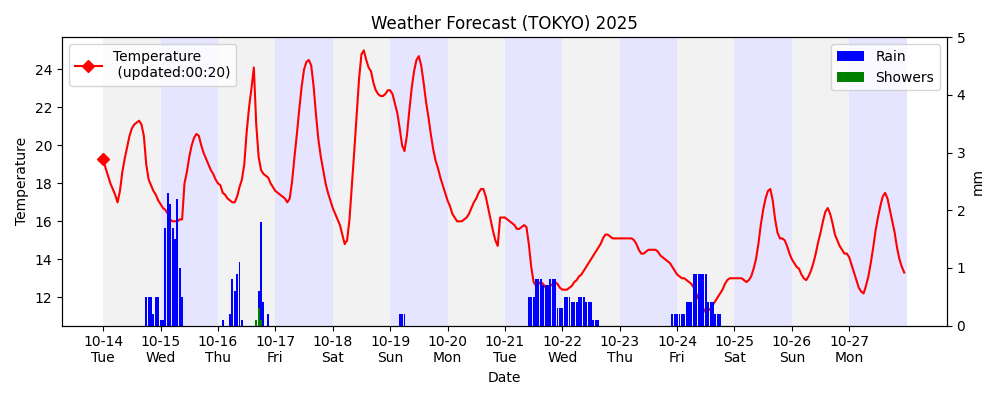 Weather Forecast (TOKYO) 2025
Temperature
(updated:00:20)
Rain
Showers
Temperature
24
22
20
18
16
14
12
5
4
3
2
1
0
mm
10-14 10-15 10-16 10-17 10-18 10-19 10-20 10-21 10-22 10-23 10-24 10-25 10-26 10-27
Tue Wed Thu Fri Sat Sun Mon Tue Wed Thu Fri Sat Sun Mon
Date